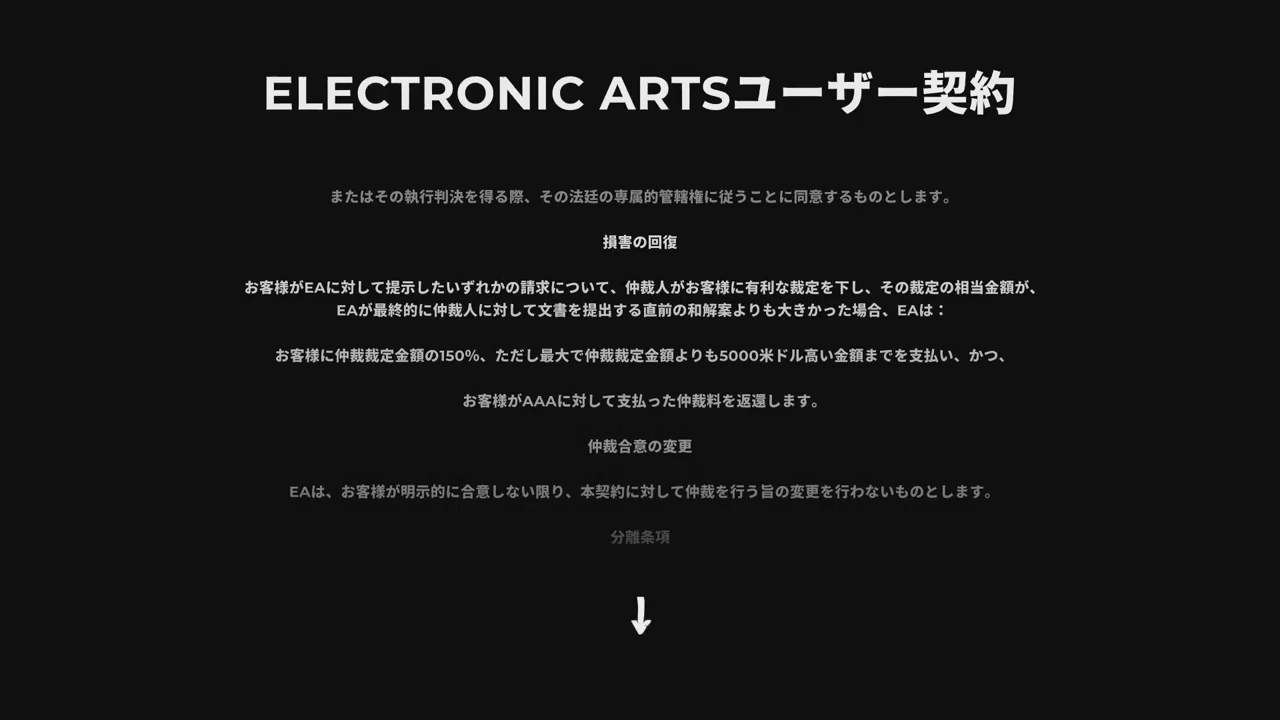 ELECTRONIC ARTSユーザー契約
またはその執行判決を得る際、その法廷の専属的管轄権に従うことに同意するものとします。
損害の回復
お客様がEAに対して提示したいずれかの請求について、仲裁人がお客様に有利な裁定を下し、その裁定の相当金額が、
EAが最終的に仲裁人に対して文書を提出する直前の和解案よりも大きかった場合、EAは：
お客様に仲裁裁定金額の150%、ただし最大で仲裁裁定金額よりも5000米ドル高い金額までを支払い、かつ、
お客様がAAAに対して支払った仲裁料を返還します。
仲裁合意の変更
EAは、お客様が明示的に合意しない限り、本契約に対して仲裁を行う旨の変更を行わないものとします。
分離条項